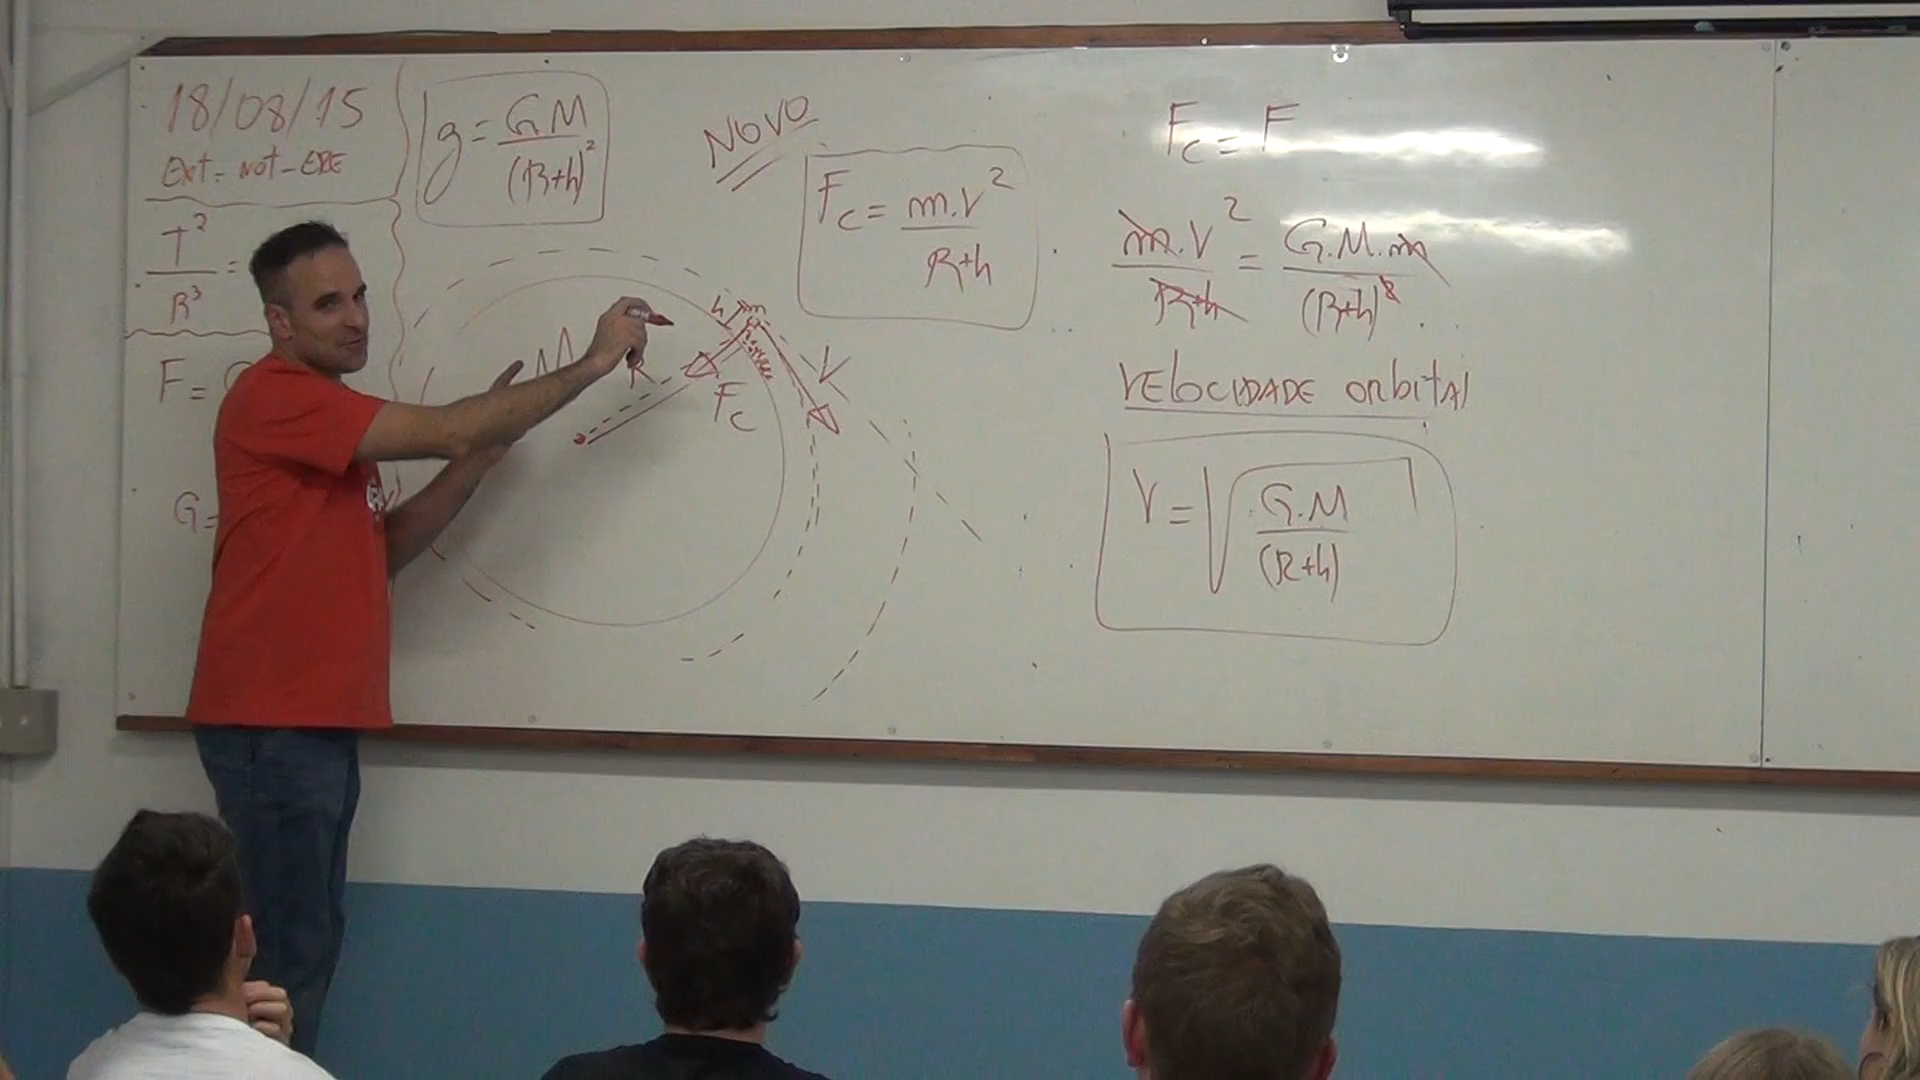 18/08/15
Ext = not - ERE
T²
— =
R³
F =
G =
g = G M
(R+h)²
NOVO
Fc = m.v²
R+h
M
R
h
m
Fc
V
Fc = F
m.V² = G.M.m
R+h (R+h)²
VELOCIDADE orbitAl
V = √ G.M
(R+h)